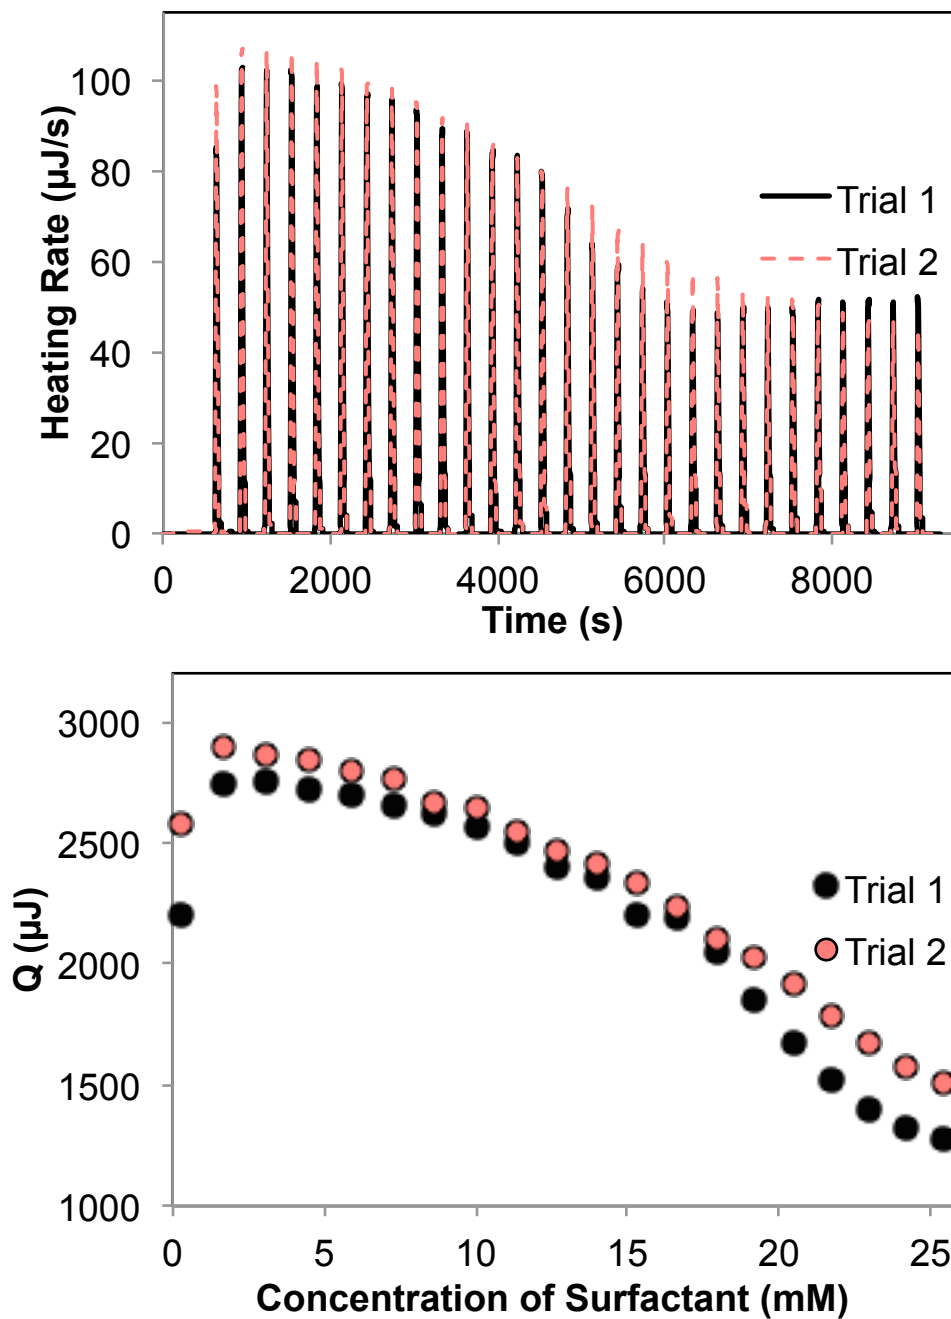 Heating Rate (µJ/s)
100
80
60
40
20
0
Trial 1
Trial 2
0 2000 4000 6000 8000
Time (s)
Q (µJ)
3000
2500
2000
1500
1000
Trial 1
Trial 2
0 5 10 15 20 25
Concentration of Surfactant (mM)